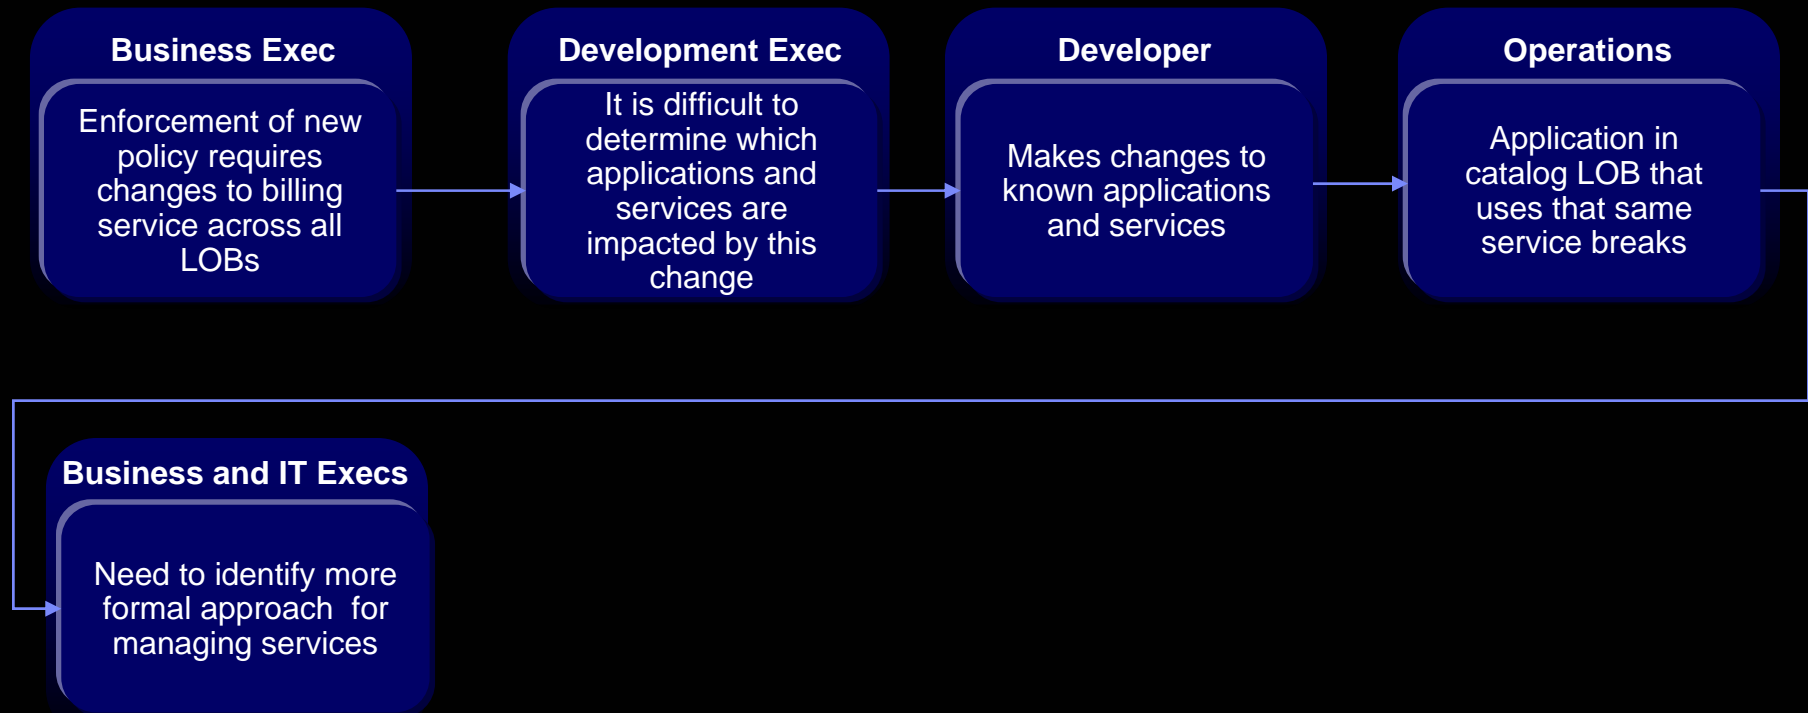 Business Exec
Enforcement of new
policy requires
changes to billing
service across all
LOBs
Development Exec
It is difficult to
determine which
applications and
services are
impacted by this
change
Developer
Makes changes to
known applications
and services
Operations
Application in
catalog LOB that
uses that same
service breaks
Business and IT Execs
Need to identify more
formal approach  for
managing services